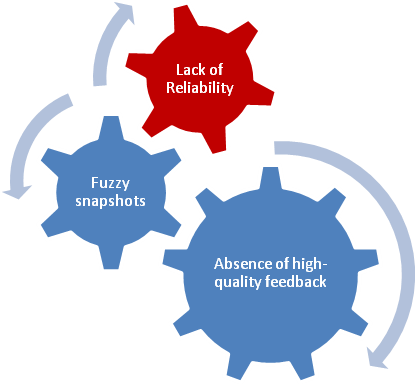 Lack of
Reliability
Fuzzy
snapshots
Absence of high-
quality feedback